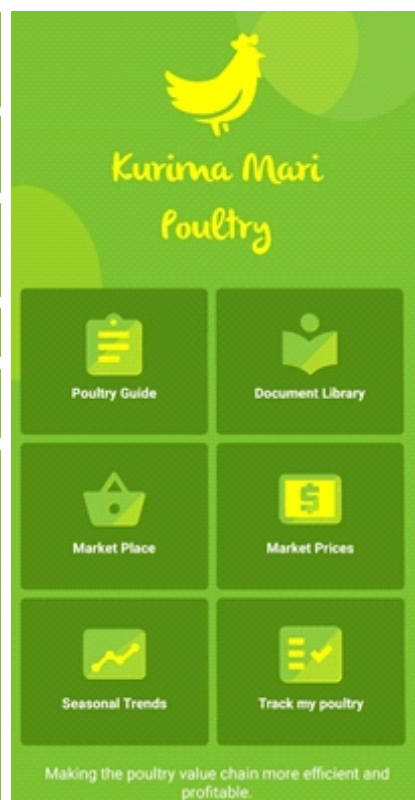 Kurima Mari
Poultry
Poultry Guide
Document Library
Market Place
Market Prices
Seasonal Trends
Track my poultry
Making the poultry value chain more efficient and
profitable.